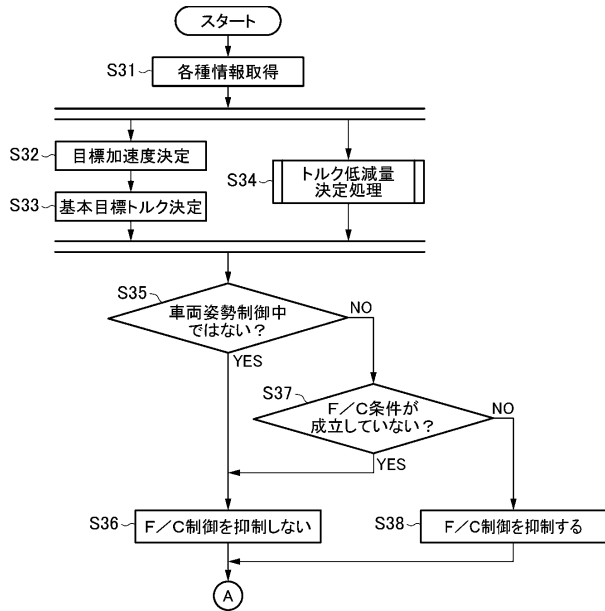 スタート
S31
各種情報取得
S32
目標加速度決定
S33
基本目標トルク決定
S34
トルク低減量
決定処理
S35
車両姿勢制御中
ではない？
NO
YES
S37
F／C条件が
成立していない？
NO
YES
S36
F／C制御を抑制しない
S38
F／C制御を抑制する
A